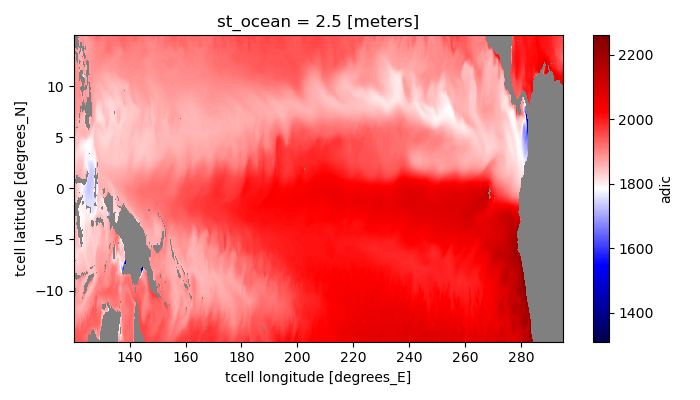 st_ocean = 2.5 [meters]
tcell latitude [degrees_N]
10
5
0
−5
−10
140 160 180 200 220 240 260 280
tcell longitude [degrees_E]
2200
2000
1800
1600
1400
adic